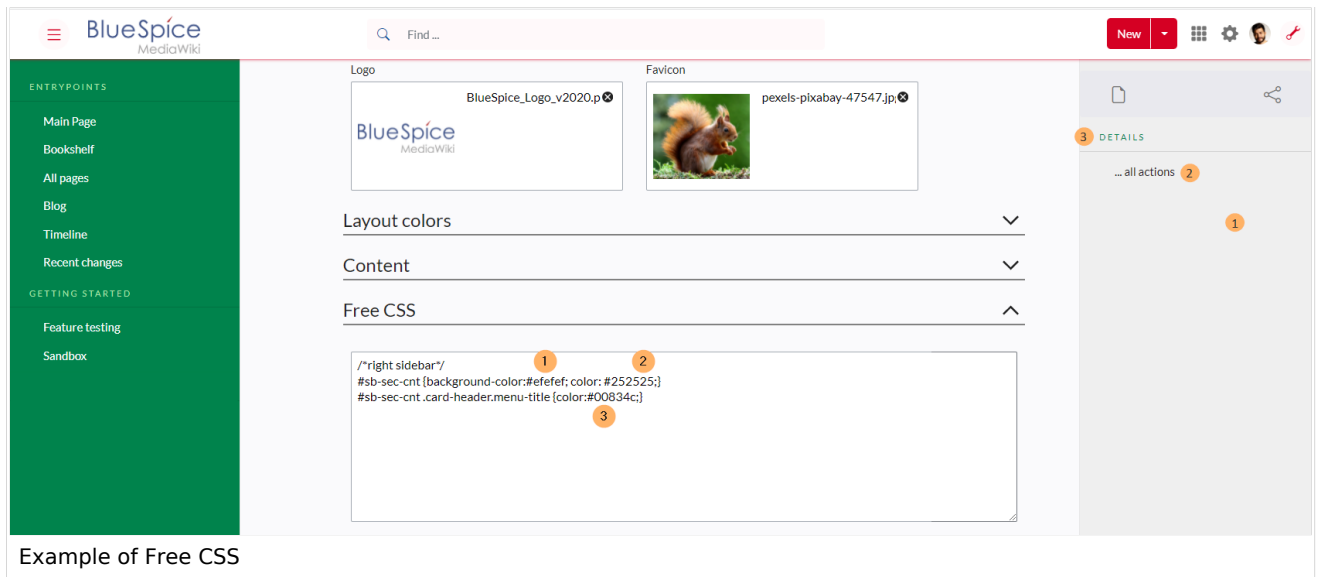 BlueSpice
MediaWiki
Find ...
New
ENTRYPOINTS
Main Page
Bookshelf
All pages
Blog
Timeline
Recent changes
GETTING STARTED
Feature testing
Sandbox
Logo
BlueSpice_Logo_v2020.p
BlueSpice
MediaWiki
Favicon
pexels-pixabay-47547.jp
Layout colors
Content
Free CSS
1 2
/*right sidebar*/
#sb-sec-cnt {background-color:#efefef; color: #252525;}
#sb-sec-cnt .card-header.menu-title {color:#00834c;}
3
3 DETAILS
... all actions 2
1
Example of Free CSS